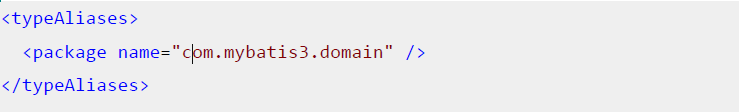 <typeAliases>
<package name="com.mybatis3.domain" />
</typeAliases>